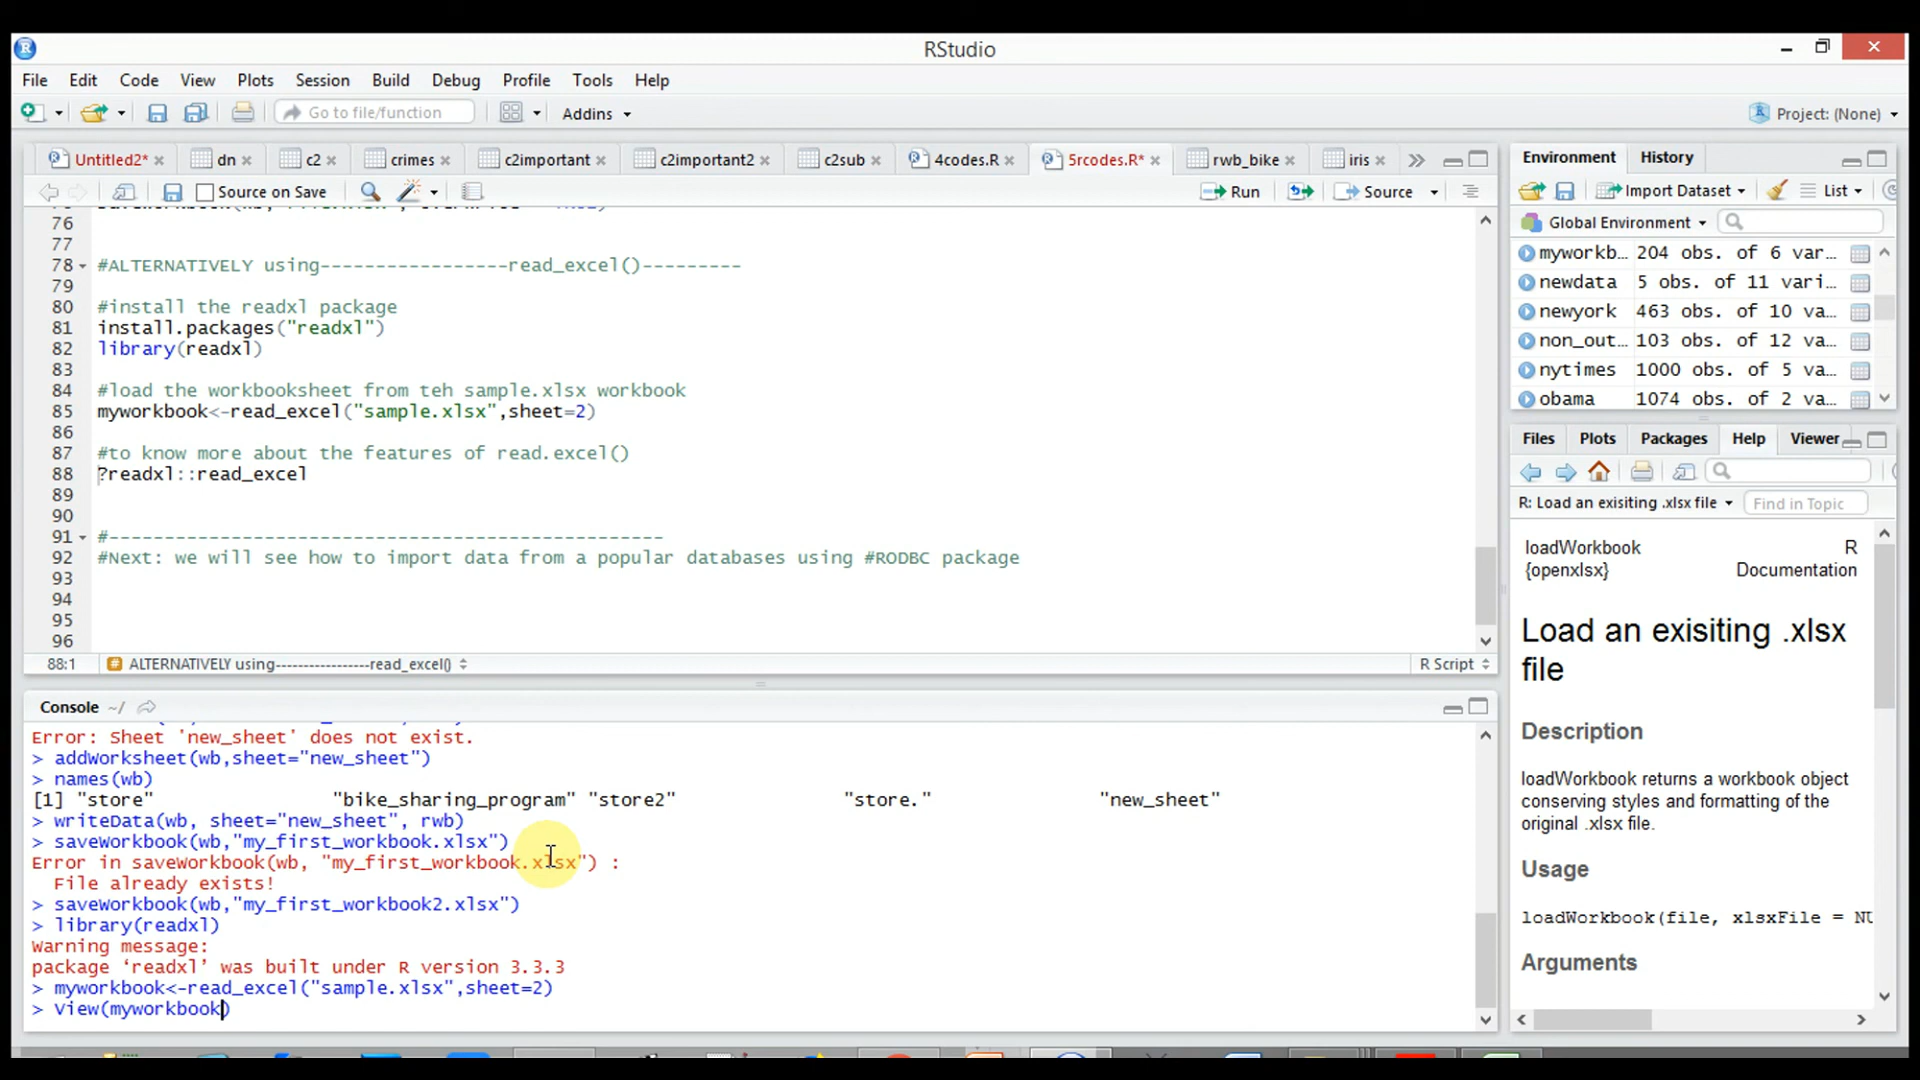 RStudio
File Edit Code View Plots Session Build Debug Profile Tools Help
Go to file/function Addins Project: (None)
Untitled2* dn c2 crimes c2important c2important2 c2sub 4codes.R 5rcodes.R* rwb_bike iris
Source on Save Run Source
76
77
78 #ALTERNATIVELY using-----------------read_excel()---------
79
80 #install the readxl package
81 install.packages("readxl")
82 library(readxl)
83
84 #load the workbooksheet from teh sample.xlsx workbook
85 myworkbook<-read_excel("sample.xlsx",sheet=2)
86
87 #to know more about the features of read.excel()
88 ?readxl::read_excel
89
90
91 #---------------------------------------------------
92 #Next: we will see how to import data from a popular databases using #RODBC package
93
94
95
96
88:1 ALTERNATIVELY using-----------------read_excel() R Script
Console ~/
Error: Sheet 'new_sheet' does not exist.
> addWorksheet(wb,sheet="new_sheet")
> names(wb)
[1] "store" "bike_sharing_program" "store2" "store." "new_sheet"
> writeData(wb, sheet="new_sheet", rwb)
> saveWorkbook(wb,"my_first_workbook.xlsx")
Error in saveWorkbook(wb, "my_first_workbook.xlsx") :
File already exists!
> saveWorkbook(wb,"my_first_workbook2.xlsx")
> library(readxl)
Warning message:
package ‘readxl’ was built under R version 3.3.3
> myworkbook<-read_excel("sample.xlsx",sheet=2)
> View(myworkbook)
Environment History
Import Dataset List
Global Environment
myworkb… 204 obs. of 6 var…
newdata 5 obs. of 11 vari…
newyork 463 obs. of 10 va…
non_out… 103 obs. of 12 va…
nytimes 1000 obs. of 5 va…
obama 1074 obs. of 2 va…
Files Plots Packages Help Viewer
R: Load an exisiting .xlsx file Find in Topic
loadWorkbook R
{openxlsx} Documentation
Load an exisiting .xlsx
file
Description
loadWorkbook returns a workbook object
conserving styles and formatting of the
original .xlsx file.
Usage
loadWorkbook(file, xlsxFile = NU
Arguments